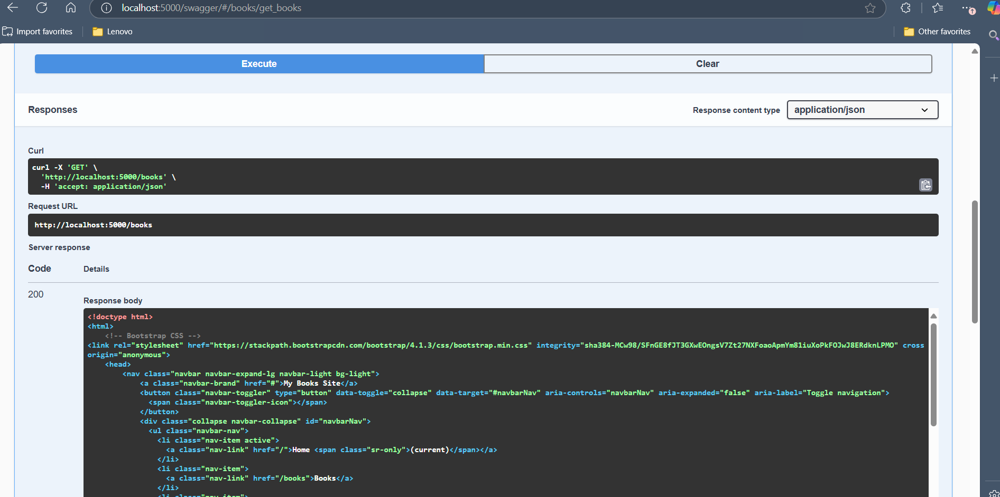 localhost:5000/swagger/#/books/get_books
Import favorites
Lenovo
Other favorites
Execute
Clear
Responses
Response content type
application/json
Curl
curl -X 'GET' \
  'http://localhost:5000/books' \
  -H 'accept: application/json'
Request URL
http://localhost:5000/books
Server response
Code
Details
200
Response body
<!doctype html>
<html>
    <!-- Bootstrap CSS -->
<link rel="stylesheet" href="https://stackpath.bootstrapcdn.com/bootstrap/4.1.3/css/bootstrap.min.css" integrity="sha384-MCw98/SFnGE8fJT3GXwEOngsV7Zt27NXFoaoApmYm81iuXoPkFOJwJ8ERdknLPMO" cross
origin="anonymous">
    <head>
        <nav class="navbar navbar-expand-lg navbar-light bg-light">
            <a class="navbar-brand" href="#">My Books Site</a>
            <button class="navbar-toggler" type="button" data-toggle="collapse" data-target="#navbarNav" aria-controls="navbarNav" aria-expanded="false" aria-label="Toggle navigation">
              <span class="navbar-toggler-icon"></span>
            </button>
            <div class="collapse navbar-collapse" id="navbarNav">
              <ul class="navbar-nav">
                <li class="nav-item active">
                  <a class="nav-link" href="/">Home <span class="sr-only">(current)</span></a>
                </li>
                <li class="nav-item">
                  <a class="nav-link" href="/books">Books</a>
                </li>
                <li class="nav-item">